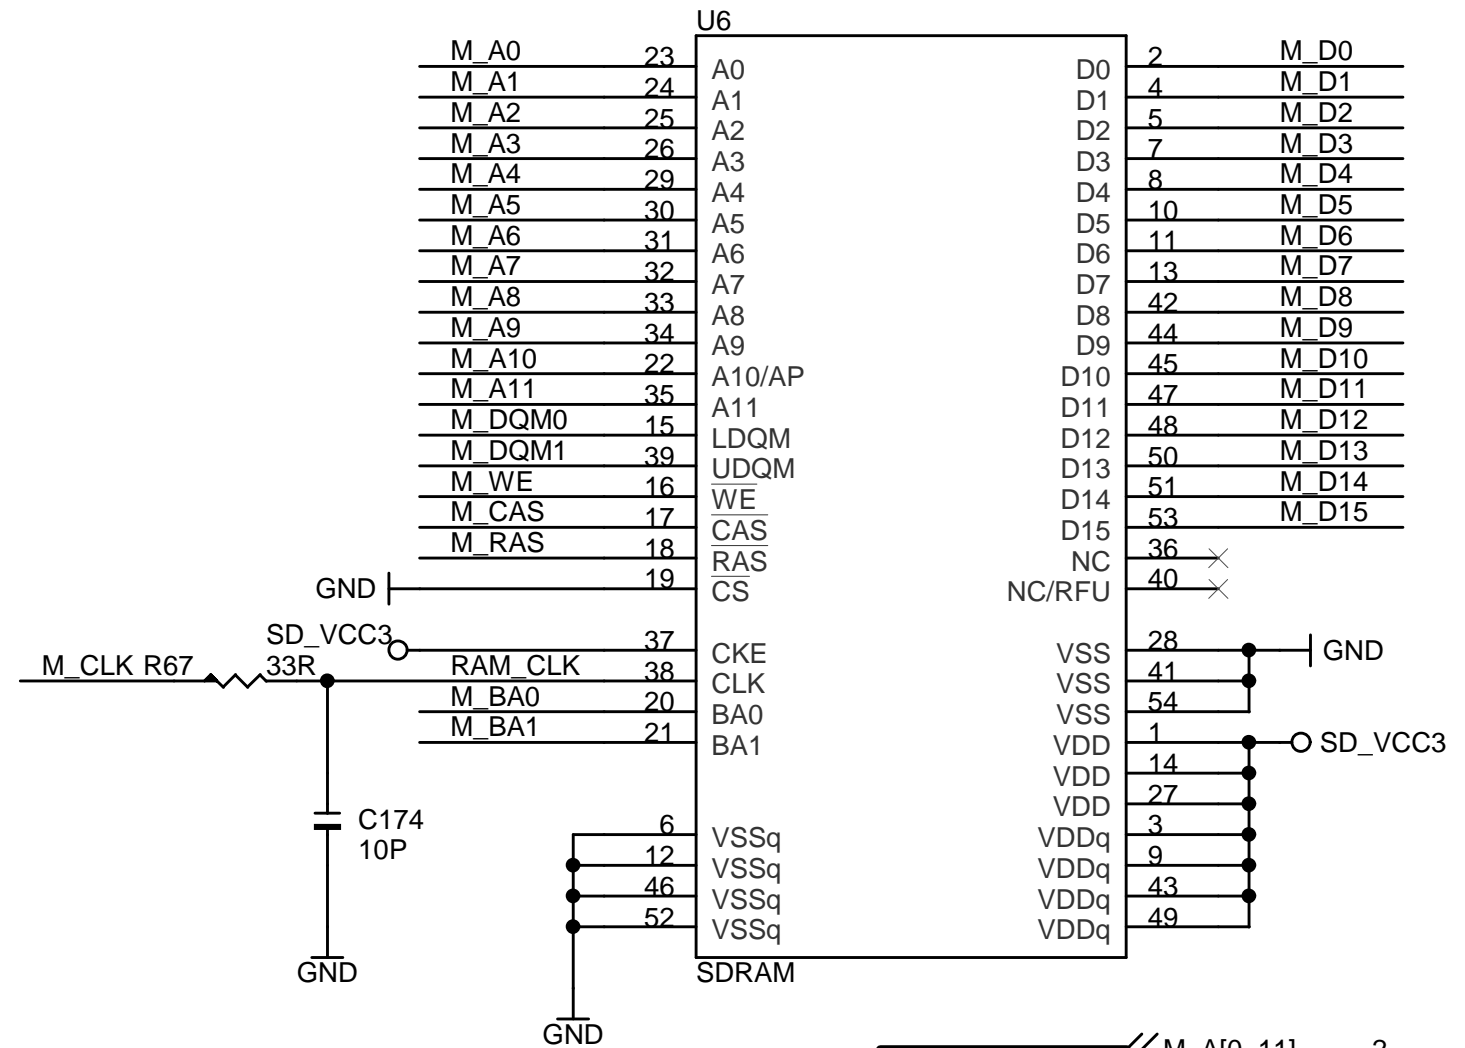 U6
M_A0 23 A0 D0 2 M_D0
M_A1 24 A1 D1 4 M_D1
M_A2 25 A2 D2 5 M_D2
M_A3 26 A3 D3 7 M_D3
M_A4 29 A4 D4 8 M_D4
M_A5 30 A5 D5 10 M_D5
M_A6 31 A6 D6 11 M_D6
M_A7 32 A7 D7 13 M_D7
M_A8 33 A8 D8 42 M_D8
M_A9 34 A9 D9 44 M_D9
M_A10 22 A10/AP D10 45 M_D10
M_A11 35 A11 D11 47 M_D11
M_DQM0 15 LDQM D12 48 M_D12
M_DQM1 39 UDQM D13 50 M_D13
M_WE 16 WE D14 51 M_D14
M_CAS 17 CAS D15 53 M_D15
M_RAS 18 RAS NC 36
GND 19 CS NC/RFU 40
SD_VCC3 37 CKE VSS 28 GND
M_CLK R67 33R RAM_CLK 38 CLK VSS 41
M_BA0 20 BA0 VSS 54
M_BA1 21 BA1 VDD 1 SD_VCC3
VDD 14
VDD 27
C174 6 VSSq VDDq 3
10P 12 VSSq VDDq 9
46 VSSq VDDq 43
52 VSSq VDDq 49
GND SDRAM
GND